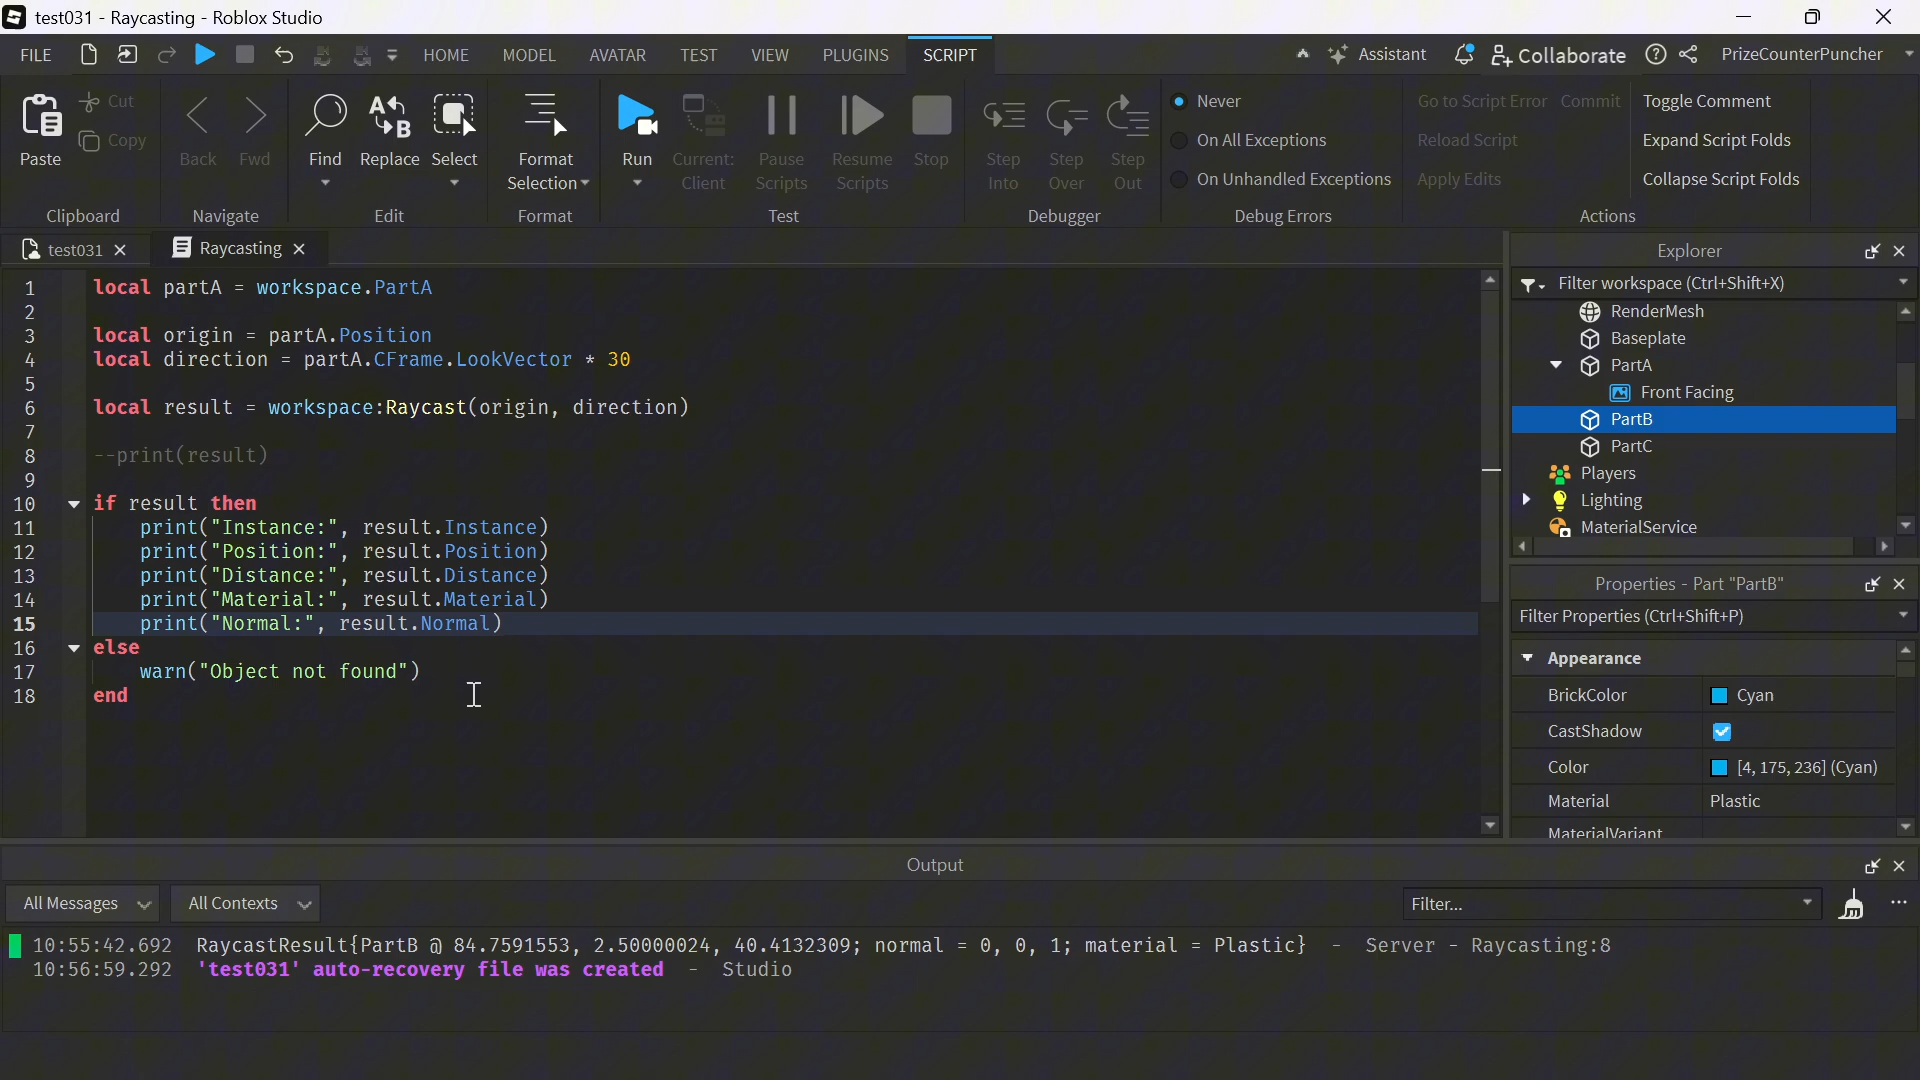 test031 - Raycasting - Roblox Studio
FILE HOME MODEL AVATAR TEST VIEW PLUGINS SCRIPT Assistant Collaborate PrizeCounterPuncher
Paste Cut Copy
Back Fwd
Find Replace Select
Format Selection
Run Current: Client Pause Scripts Resume Scripts Stop
Step Into Step Over Step Out
Never
On All Exceptions
On Unhandled Exceptions
Go to Script Error Commit
Reload Script
Apply Edits
Toggle Comment
Expand Script Folds
Collapse Script Folds
Clipboard Navigate Edit Format Test Debugger Debug Errors Actions
test031 Raycasting
1 local partA = workspace.PartA
2
3 local origin = partA.Position
4 local direction = partA.CFrame.LookVector * 30
5
6 local result = workspace:Raycast(origin, direction)
7
8 --print(result)
9
10 if result then
11 print("Instance:", result.Instance)
12 print("Position:", result.Position)
13 print("Distance:", result.Distance)
14 print("Material:", result.Material)
15 print("Normal:", result.Normal)
16 else
17 warn("Object not found")
18 end
Explorer
Filter workspace (Ctrl+Shift+X)
RenderMesh
Baseplate
PartA
Front Facing
PartB
PartC
Players
Lighting
MaterialService
Properties - Part "PartB"
Filter Properties (Ctrl+Shift+P)
Appearance
BrickColor Cyan
CastShadow
Color [4, 175, 236] (Cyan)
Material Plastic
MaterialVariant
Output
All Messages All Contexts Filter...
10:55:42.692 RaycastResult{PartB @ 84.7591553, 2.50000024, 40.4132309; normal = 0, 0, 1; material = Plastic} - Server - Raycasting:8
10:56:59.292 'test031' auto-recovery file was created - Studio